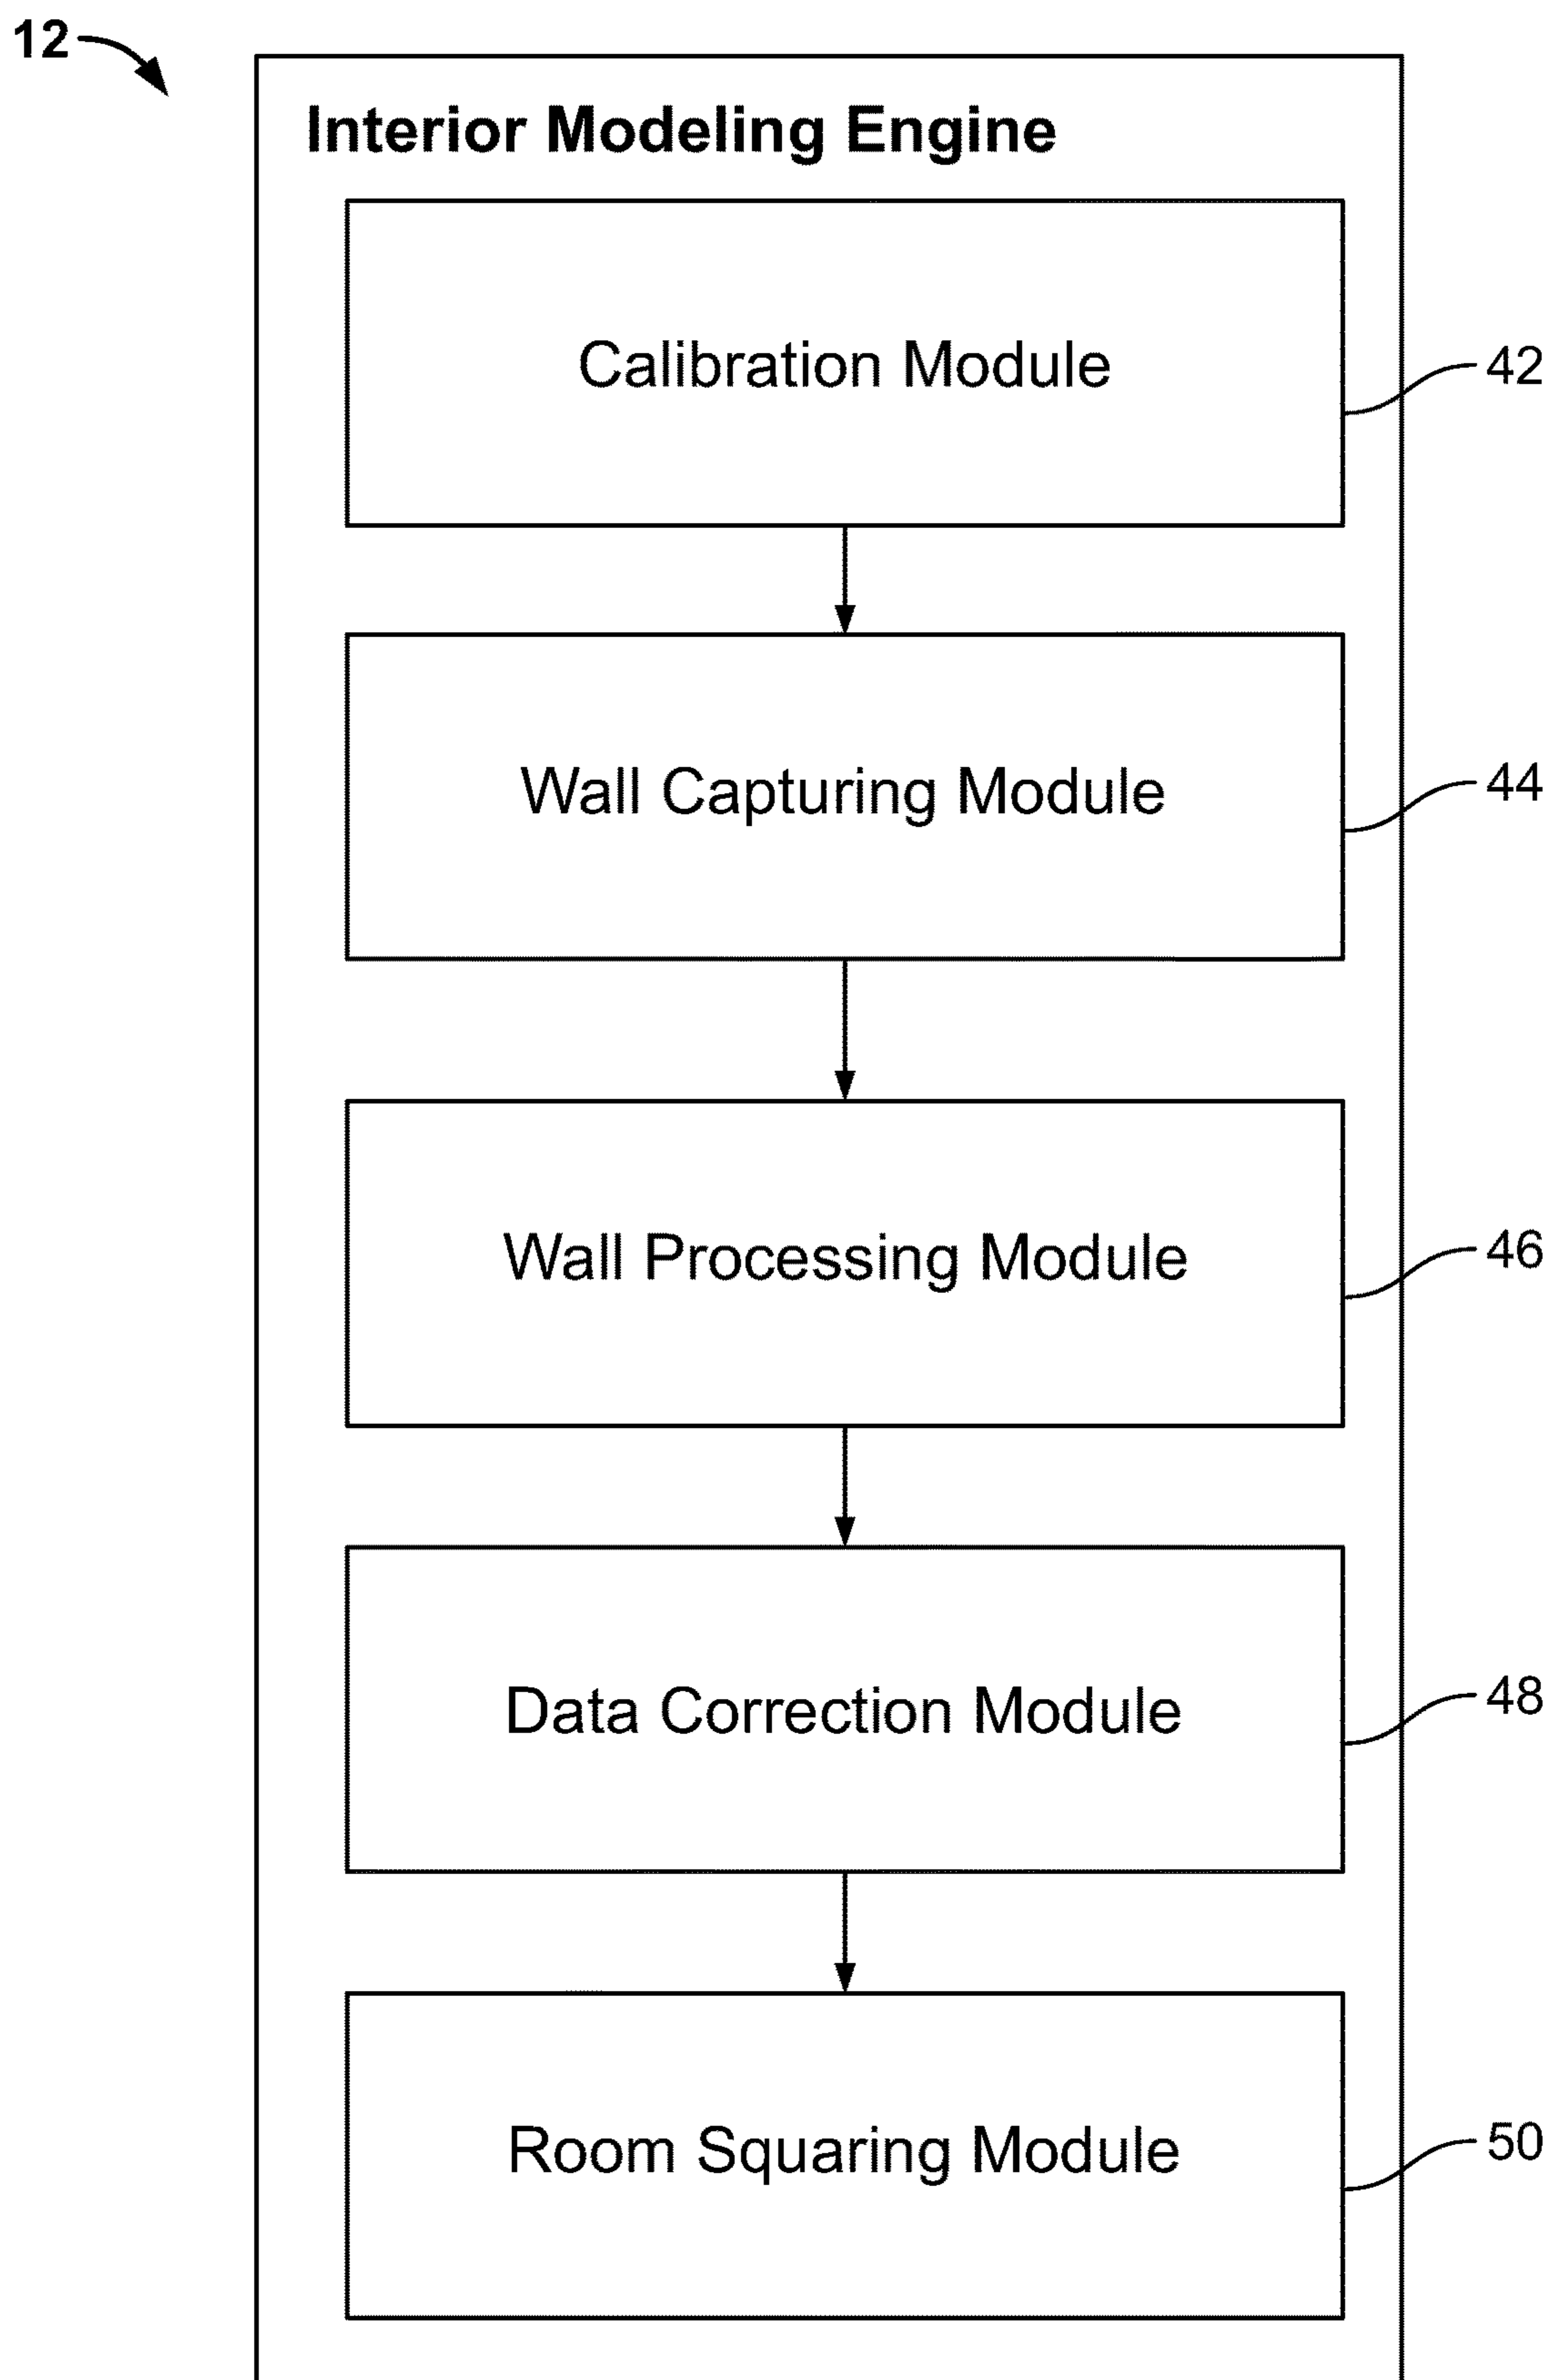 12
Interior Modeling Engine
Calibration Module
42
Wall Capturing Module
44
Wall Processing Module
46
Data Correction Module
48
Room Squaring Module
50